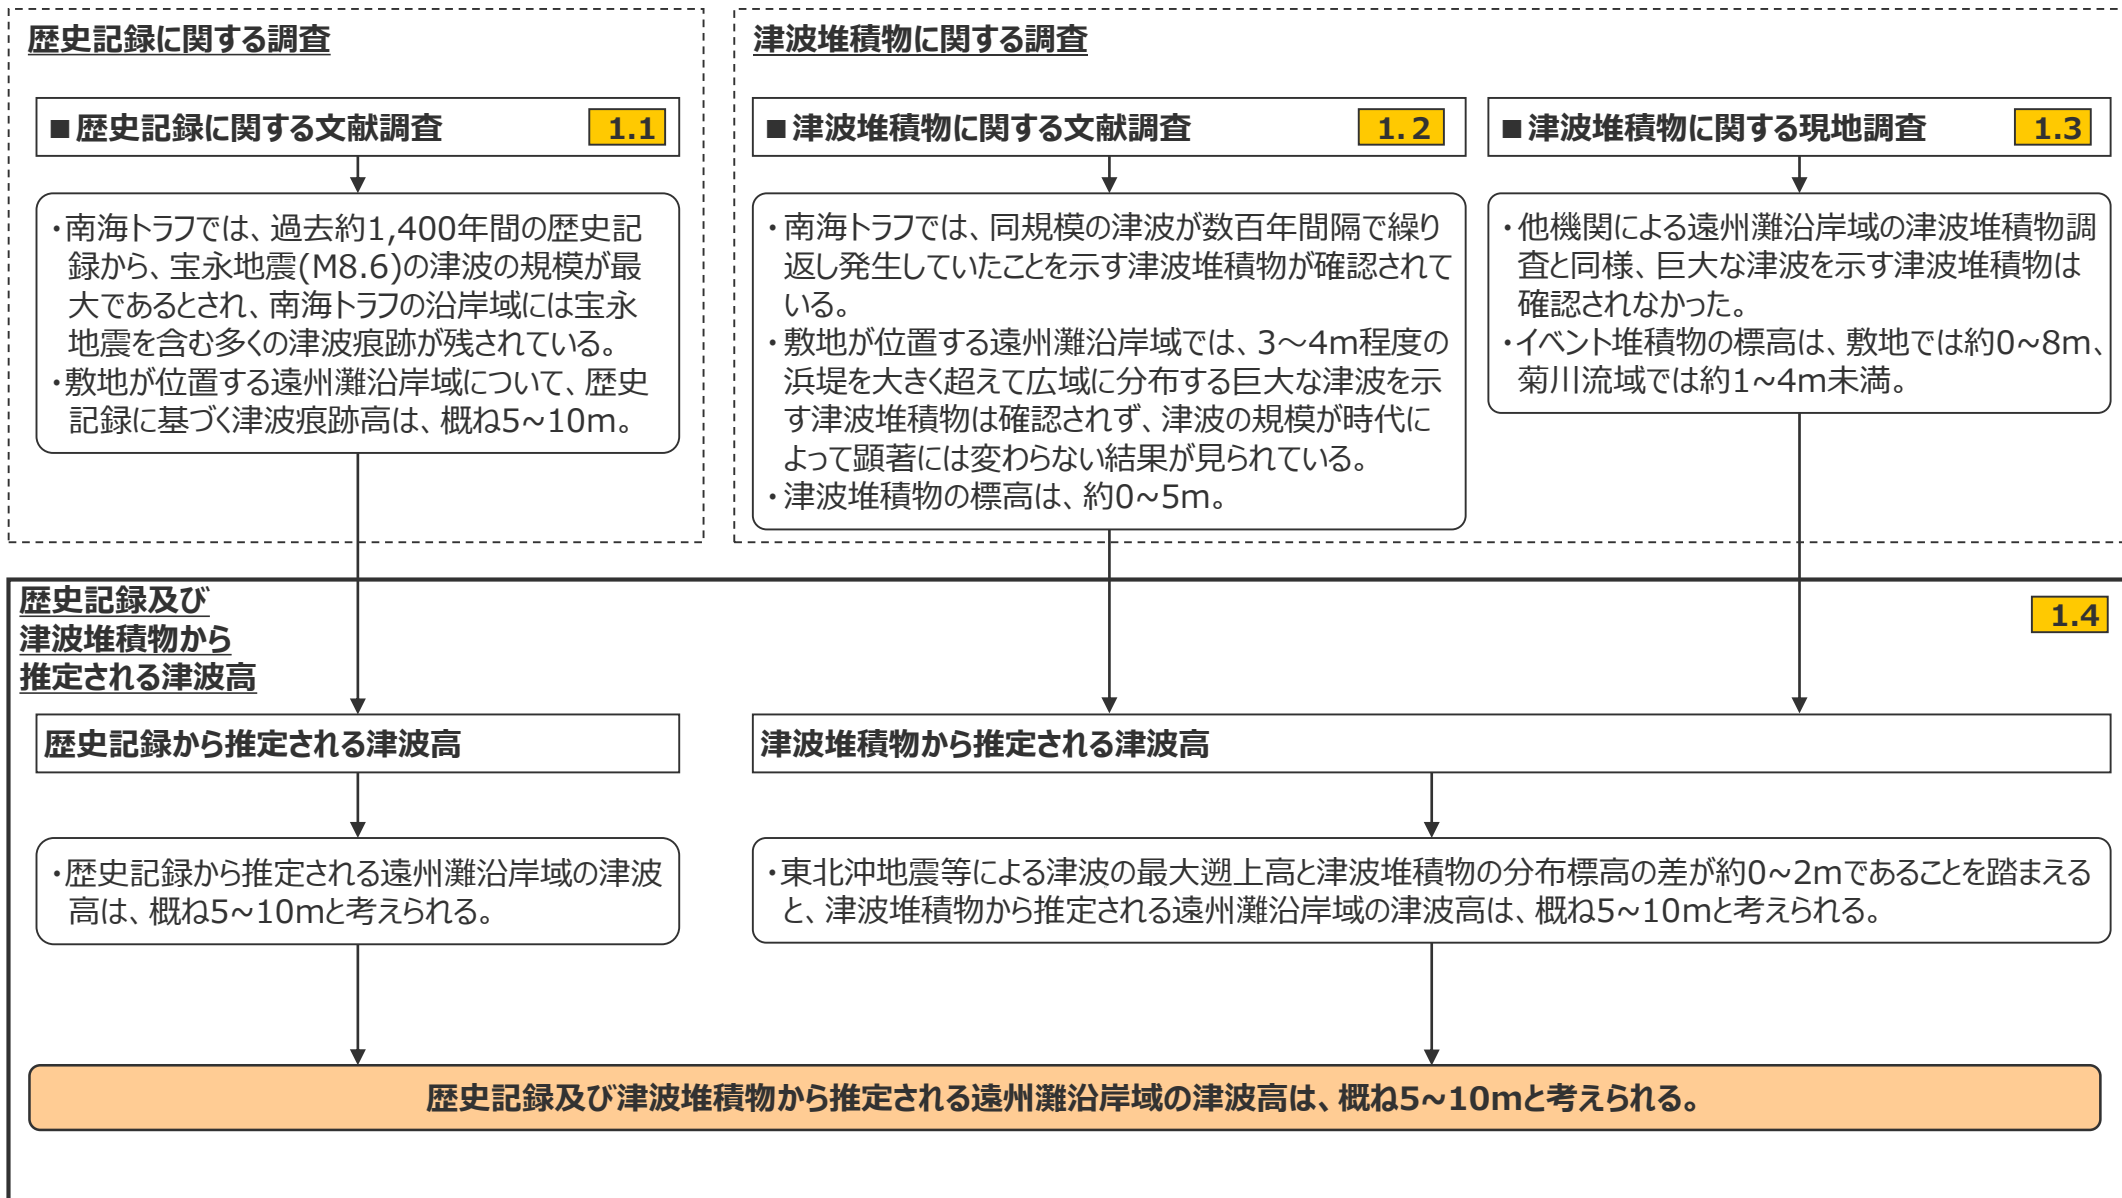 歴史記録に関する調査
■歴史記録に関する文献調査
1.1
・南海トラフでは、過去約1,400年間の歴史記
録から、宝永地震(M8.6)の津波の規模が最
大であるとされ、南海トラフの沿岸域には宝永
地震を含む多くの津波痕跡が残されている。
・敷地が位置する遠州灘沿岸域について、歴史
記録に基づく津波痕跡高は、概ね5~10m。
津波堆積物に関する調査
■津波堆積物に関する文献調査
1.2
・南海トラフでは、同規模の津波が数百年間隔で繰り
返し発生していたことを示す津波堆積物が確認されて
いる。
・敷地が位置する遠州灘沿岸域では、3～4m程度の
浜堤を大きく超えて広域に分布する巨大な津波を示
す津波堆積物は確認されず、津波の規模が時代に
よって顕著には変わらない結果が見られている。
・津波堆積物の標高は、約0~5m。
■津波堆積物に関する現地調査
1.3
・他機関による遠州灘沿岸域の津波堆積物調
査と同様、巨大な津波を示す津波堆積物は
確認されなかった。
・イベント堆積物の標高は、敷地では約0~8m、
菊川流域では約1~4m未満。
歴史記録及び
津波堆積物から
推定される津波高
1.4
歴史記録から推定される津波高
・歴史記録から推定される遠州灘沿岸域の津波
高は、概ね5~10mと考えられる。
津波堆積物から推定される津波高
・東北沖地震等による津波の最大遡上高と津波堆積物の分布標高の差が約0~2mであることを踏まえる
と、津波堆積物から推定される遠州灘沿岸域の津波高は、概ね5~10mと考えられる。
歴史記録及び津波堆積物から推定される遠州灘沿岸域の津波高は、概ね5~10mと考えられる。